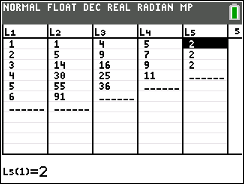 NORMAL FLOAT DEC REAL RADIAN MP
L1 L2 L3 L4 L5 5
1 1 4 5 2
2 5 9 7 2
3 14 16 9 2
4 30 25 11 ------
5 55 36 ------
6 91 ------
------ ------
L5(1)=2